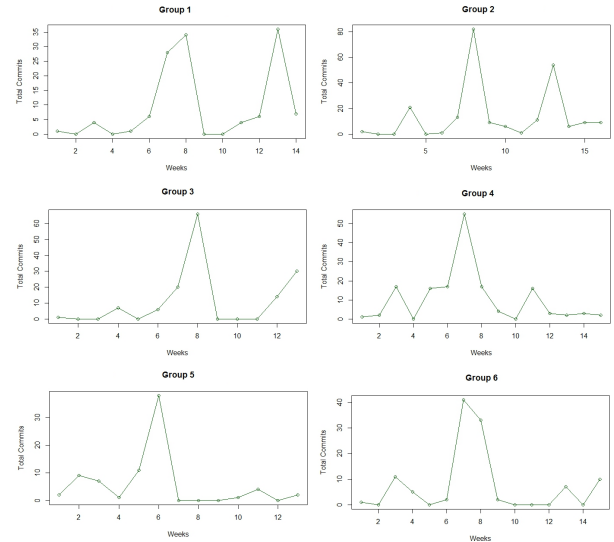 Group 1
Total Commits
0 5 10 15 20 25 30 35
2 4 6 8 10 12 14
Weeks
Group 2
Total Commits
0 20 40 60 80
5 10 15
Weeks
Group 3
Total Commits
0 10 20 30 40 50 60
2 4 6 8 10 12
Weeks
Group 4
Total Commits
0 10 20 30 40 50
2 4 6 8 10 12 14
Weeks
Group 5
Total Commits
0 10 20 30
2 4 6 8 10 12
Weeks
Group 6
Total Commits
0 10 20 30 40
2 4 6 8 10 12 14
Weeks